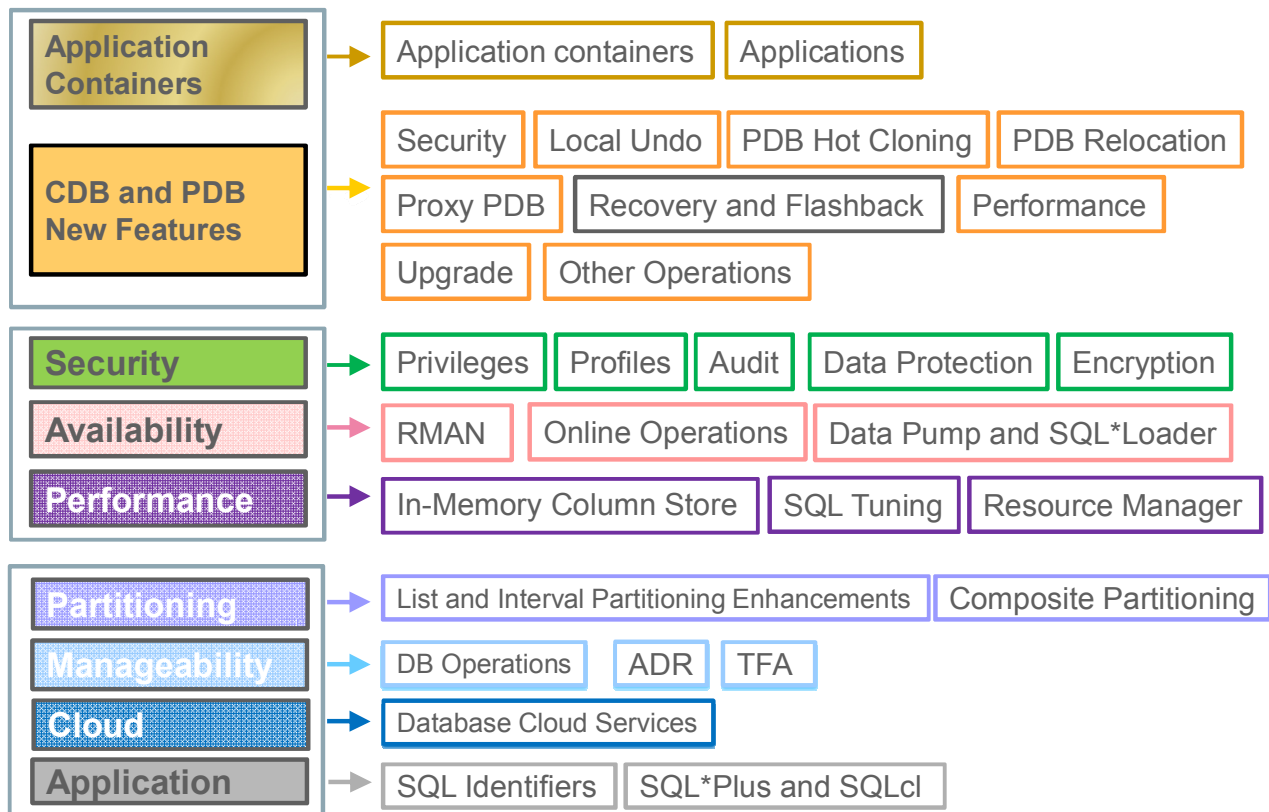 Application
Containers
Application containers
Applications
CDB and PDB
New Features
Security
Local Undo
PDB Hot Cloning
PDB Relocation
Proxy PDB
Recovery and Flashback
Performance
Upgrade
Other Operations
Security
Privileges
Profiles
Audit
Data Protection
Encryption
Availability
RMAN
Online Operations
Data Pump and SQL*Loader
Performance
In-Memory Column Store
SQL Tuning
Resource Manager
Partitioning
List and Interval Partitioning Enhancements
Composite Partitioning
Manageability
DB Operations
ADR
TFA
Cloud
Database Cloud Services
Application
SQL Identifiers
SQL*Plus and SQLcl